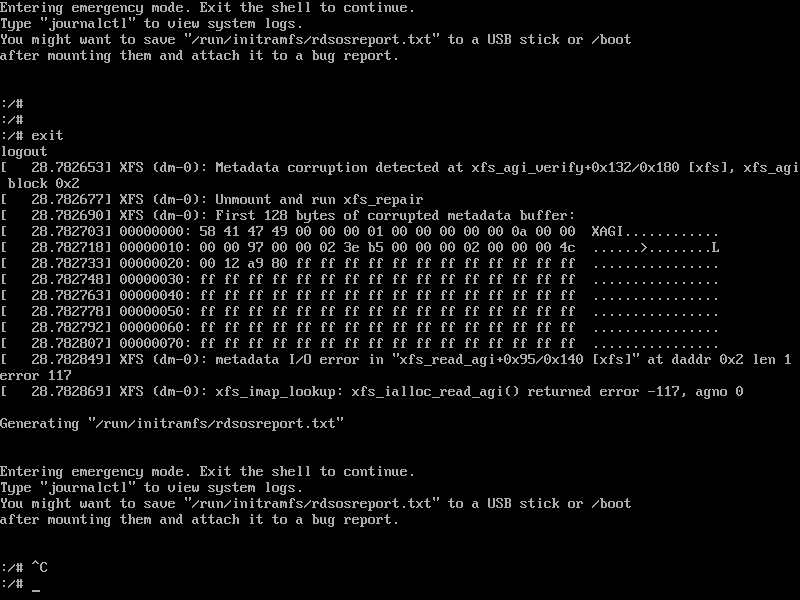 Entering emergency mode. Exit the shell to continue.
Type "journalctl" to view system logs.
You might want to save "/run/initramfs/rdsosreport.txt" to a USB stick or /boot
after mounting them and attach it to a bug report.
:/#
:/#
:/# exit
logout
[   28.782653] XFS (dm-0): Metadata corruption detected at xfs_agi_verify+0x132/0x180 [xfs], xfs_agi
 block 0x2
[   28.782677] XFS (dm-0): Unmount and run xfs_repair
[   28.782690] XFS (dm-0): First 128 bytes of corrupted metadata buffer:
[   28.782703] 00000000: 58 41 47 49 00 00 00 01 00 00 00 00 00 0a 00 00  XAGI............
[   28.782718] 00000010: 00 00 97 00 00 02 3e b5 00 00 00 02 00 00 00 4c  ......>........L
[   28.782733] 00000020: 00 12 a9 80 ff ff ff ff ff ff ff ff ff ff ff ff  ................
[   28.782748] 00000030: ff ff ff ff ff ff ff ff ff ff ff ff ff ff ff ff  ................
[   28.782763] 00000040: ff ff ff ff ff ff ff ff ff ff ff ff ff ff ff ff  ................
[   28.782778] 00000050: ff ff ff ff ff ff ff ff ff ff ff ff ff ff ff ff  ................
[   28.782792] 00000060: ff ff ff ff ff ff ff ff ff ff ff ff ff ff ff ff  ................
[   28.782807] 00000070: ff ff ff ff ff ff ff ff ff ff ff ff ff ff ff ff  ................
[   28.782849] XFS (dm-0): metadata I/O error in "xfs_read_agi+0x95/0x140 [xfs]" at daddr 0x2 len 1
error 117
[   28.782869] XFS (dm-0): xfs_imap_lookup: xfs_ialloc_read_agi() returned error -117, agno 0
Generating "/run/initramfs/rdsosreport.txt"
Entering emergency mode. Exit the shell to continue.
Type "journalctl" to view system logs.
You might want to save "/run/initramfs/rdsosreport.txt" to a USB stick or /boot
after mounting them and attach it to a bug report.
:/# ^C
:/# _